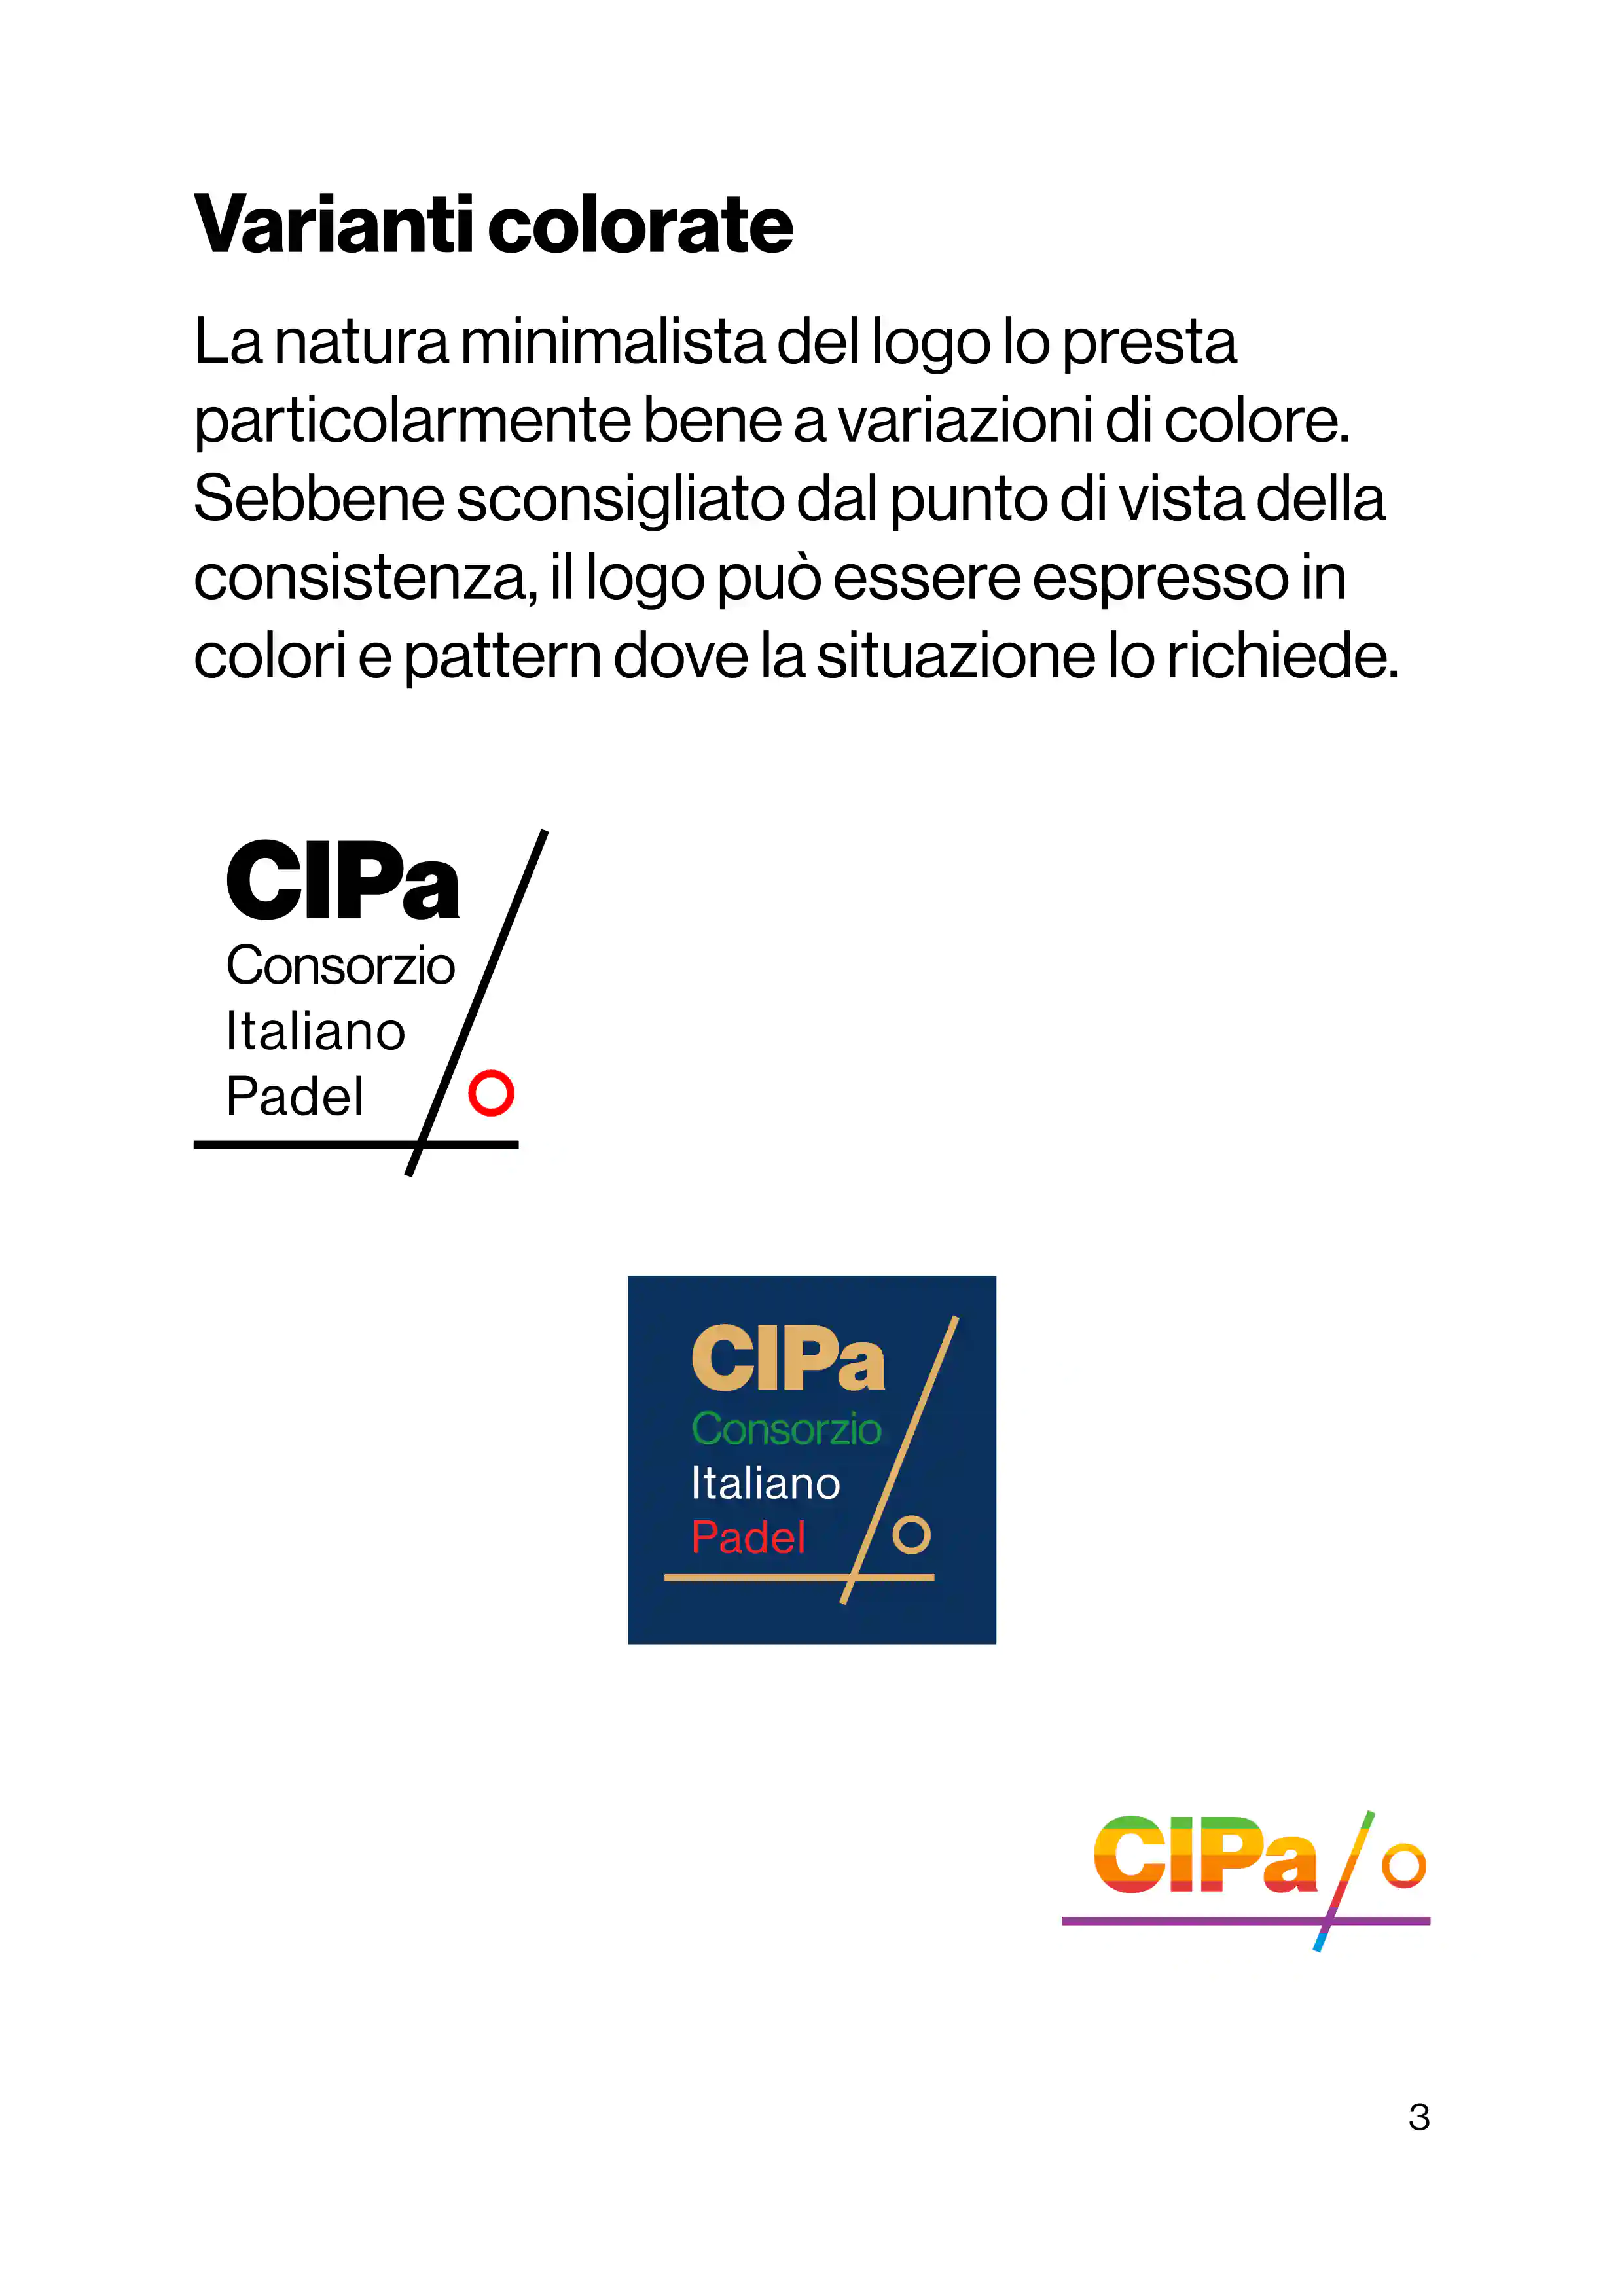 Varianti colorate
La natura minimalista del logo lo presta
particolarmente bene a variazioni di colore.
Sebbene sconsigliato dal punto di vista della
consistenza, il logo può essere espresso in
colori e pattern dove la situazione lo richiede.
CIPa
Consorzio
Italiano
Padel
CIPa
Consorzio
Italiano
Padel
CIPa
3